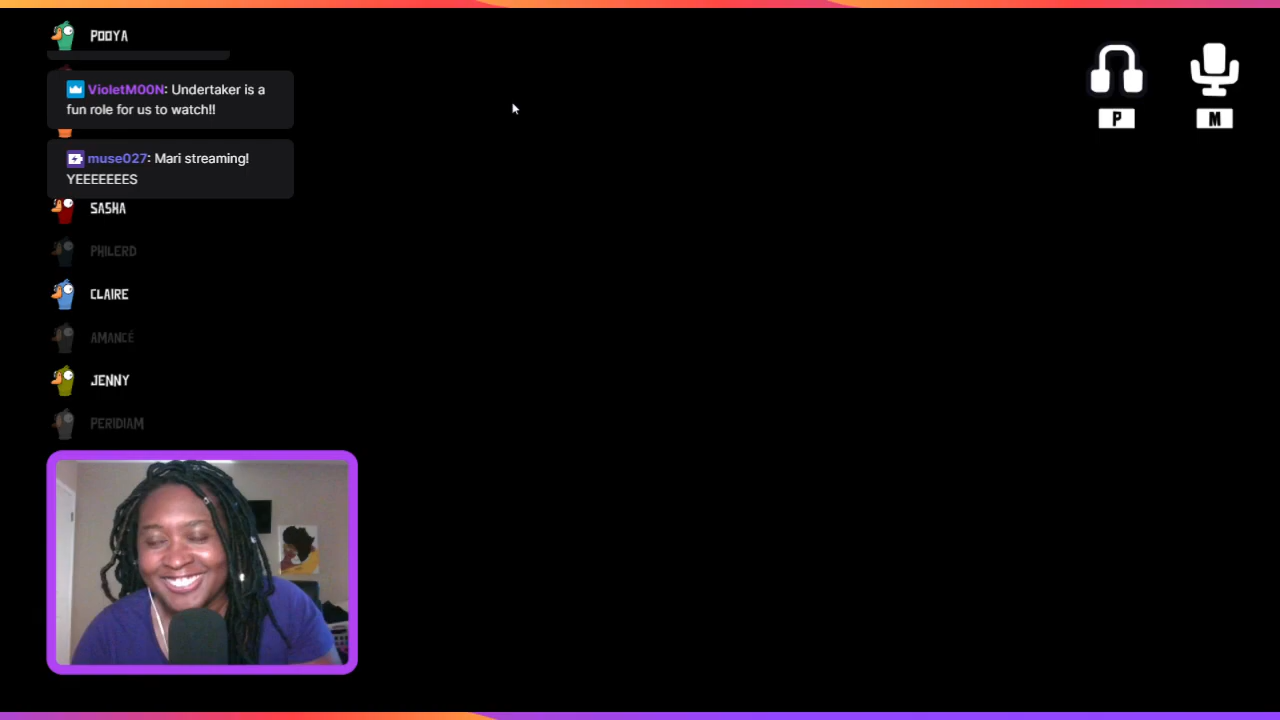 POOYA
VioletM00N: Undertaker is a
fun role for us to watch!!
muse027: Mari streaming!
YEEEEEEES
SASHA
PHILERD
CLAIRE
AMANCÉ
JENNY
PERIDIAM
P
M